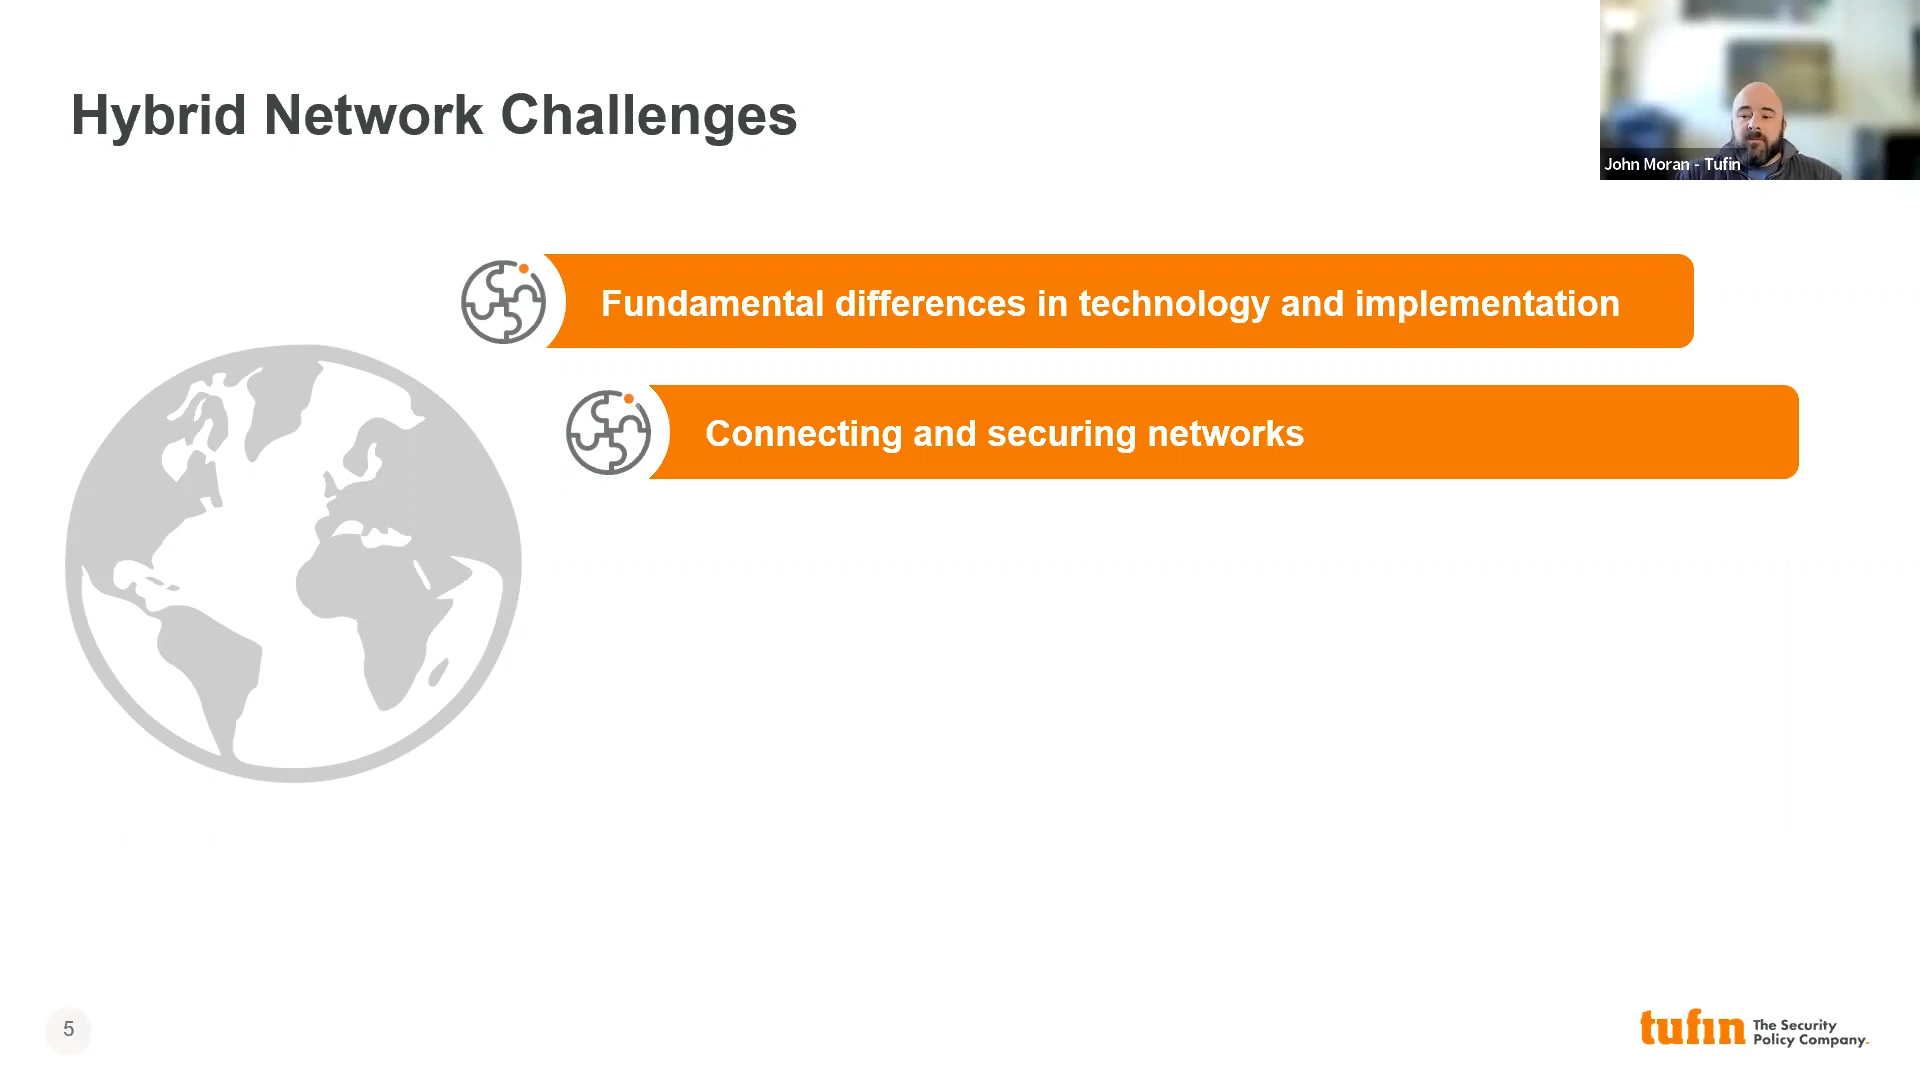 Hybrid Network Challenges
John Moran - Tufin
Fundamental differences in technology and implementation
Connecting and securing networks
5
tufin The Security
Policy Company.